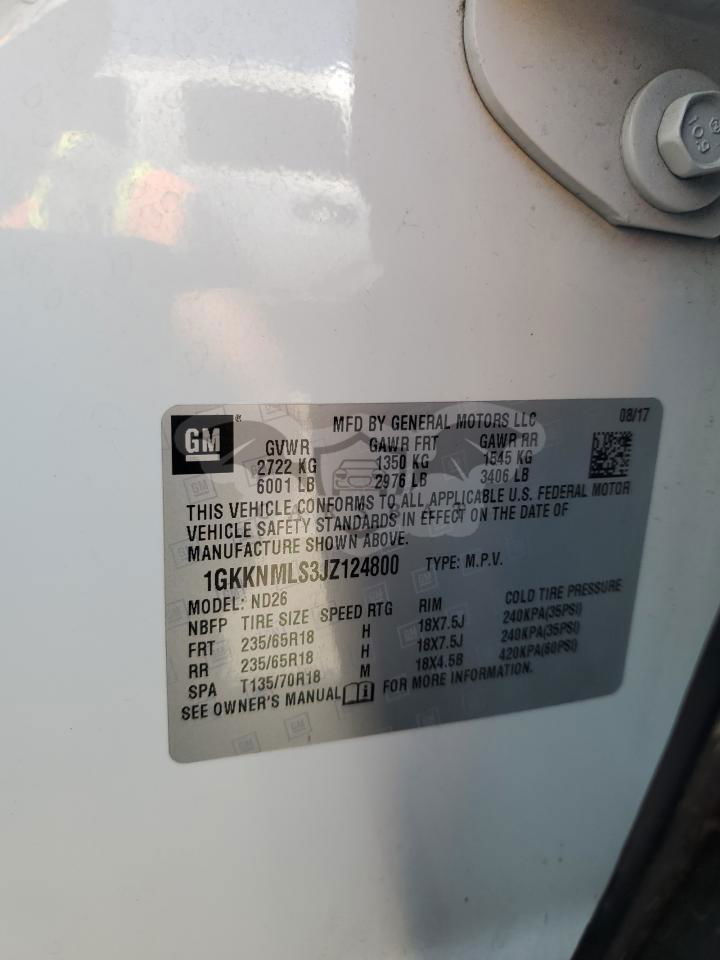 GM ® MFD BY GENERAL MOTORS LLC 08/17
GVWR GAWR FRT GAWR RR
2722 KG 1350 KG 1545 KG
6001 LB 2976 LB 3406 LB
THIS VEHICLE CONFORMS TO ALL APPLICABLE U.S. FEDERAL MOTOR
VEHICLE SAFETY STANDARDS IN EFFECT ON THE DATE OF
MANUFACTURE SHOWN ABOVE.
1GKKNMLS3JZ124800 TYPE: M.P.V.
MODEL: ND26
NBFP TIRE SIZE SPEED RTG RIM COLD TIRE PRESSURE
FRT 235/65R18 H 18X7.5J 240KPA(35PSI)
RR 235/65R18 H 18X7.5J 240KPA(35PSI)
SPA T135/70R18 M 18X4.5B 420KPA(60PSI)
SEE OWNER'S MANUAL FOR MORE INFORMATION.
10.9